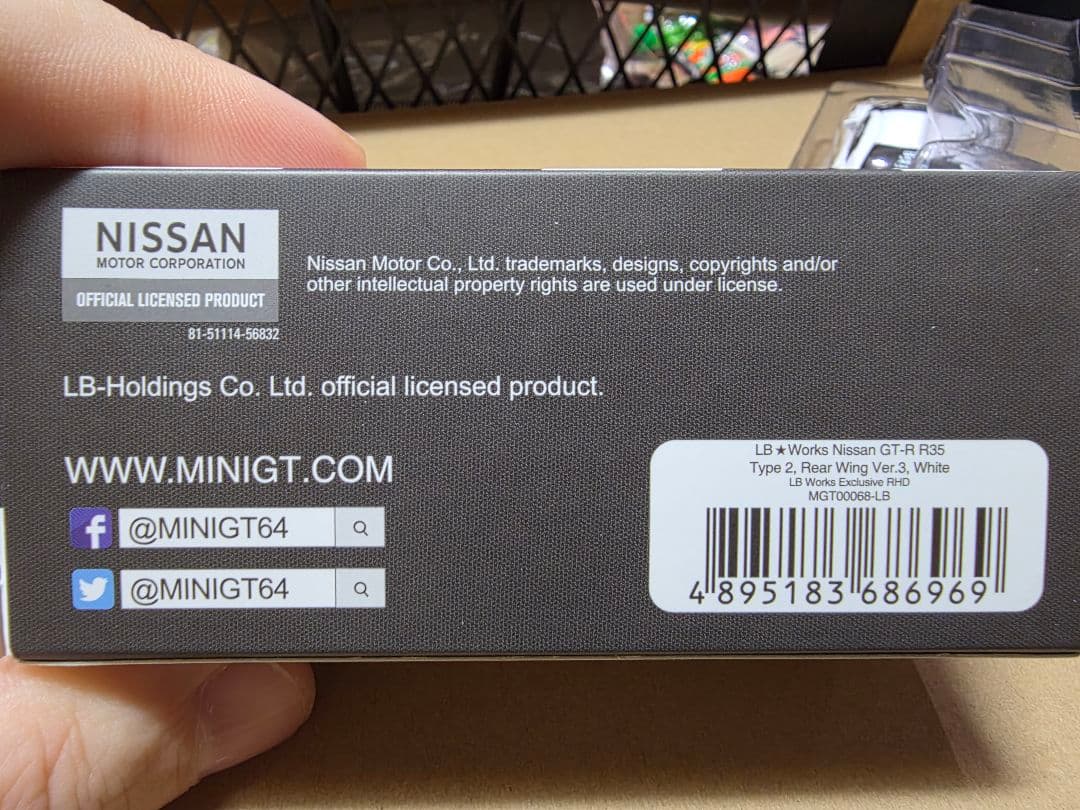 NISSAN
MOTOR CORPORATION
OFFICIAL LICENSED PRODUCT
81-51114-56832
Nissan Motor Co., Ltd. trademarks, designs, copyrights and/or
other intellectual property rights are used under license.
LB-Holdings Co. Ltd. official licensed product.
WWW.MINIGT.COM
f @MINIGT64
@MINIGT64
LB★Works Nissan GT-R R35
Type 2, Rear Wing Ver.3, White
LB Works Exclusive RHD
MGT00068-LB
4 895183 686969